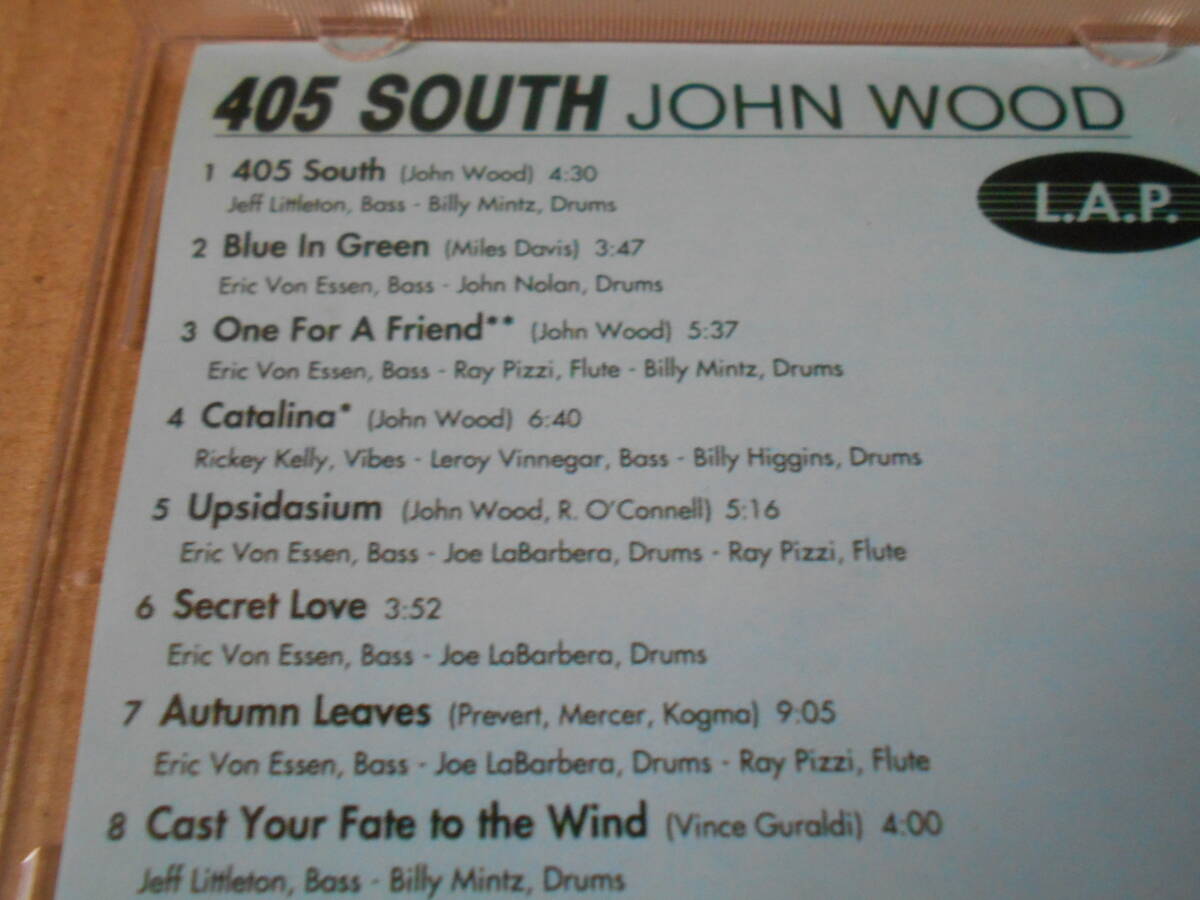 405 SOUTH JOHN WOOD
L.A.P.
1 405 South (John Wood) 4:30
Jeff Littleton, Bass - Billy Mintz, Drums
2 Blue In Green (Miles Davis) 3:47
Eric Von Essen, Bass - John Nolan, Drums
3 One For A Friend** (John Wood) 5:37
Eric Von Essen, Bass - Ray Pizzi, Flute - Billy Mintz, Drums
4 Catalina* (John Wood) 6:40
Rickey Kelly, Vibes - Leroy Vinnegar, Bass - Billy Higgins, Drums
5 Upsidasium (John Wood, R. O'Connell) 5:16
Eric Von Essen, Bass - Joe LaBarbera, Drums - Ray Pizzi, Flute
6 Secret Love 3:52
Eric Von Essen, Bass - Joe LaBarbera, Drums
7 Autumn Leaves (Prevert, Mercer, Kogma) 9:05
Eric Von Essen, Bass - Joe LaBarbera, Drums - Ray Pizzi, Flute
8 Cast Your Fate to the Wind (Vince Guraldi) 4:00
Jeff Littleton, Bass - Billy Mintz, Drums